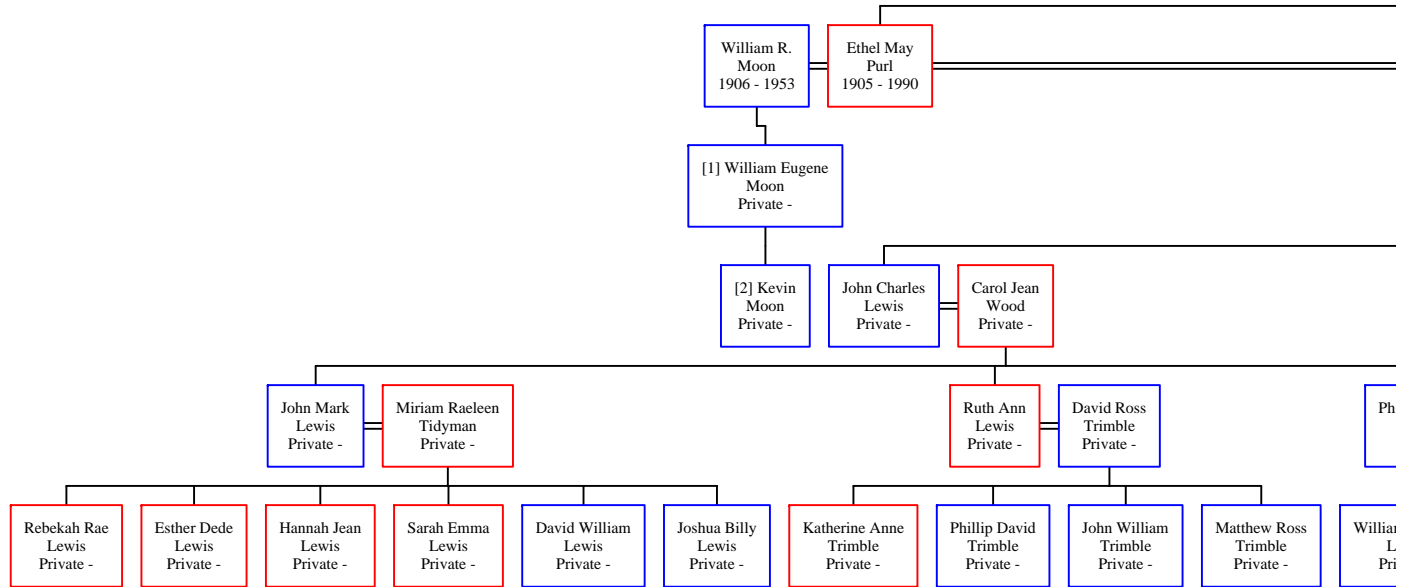 William R.
Moon
1906 - 1953
Ethel May
Purl
1905 - 1990
[1] William Eugene
Moon
Private -
[2] Kevin
Moon
Private -
John Charles
Lewis
Private -
Carol Jean
Wood
Private -
John Mark
Lewis
Private -
Miriam Raeleen
Tidyman
Private -
Ruth Ann
Lewis
Private -
David Ross
Trimble
Private -
Ph
Rebekah Rae
Lewis
Private -
Esther Dede
Lewis
Private -
Hannah Jean
Lewis
Private -
Sarah Emma
Lewis
Private -
David William
Lewis
Private -
Joshua Billy
Lewis
Private -
Katherine Anne
Trimble
Private -
Phillip David
Trimble
Private -
John William
Trimble
Private -
Matthew Ross
Trimble
Private -
William
L
Pri